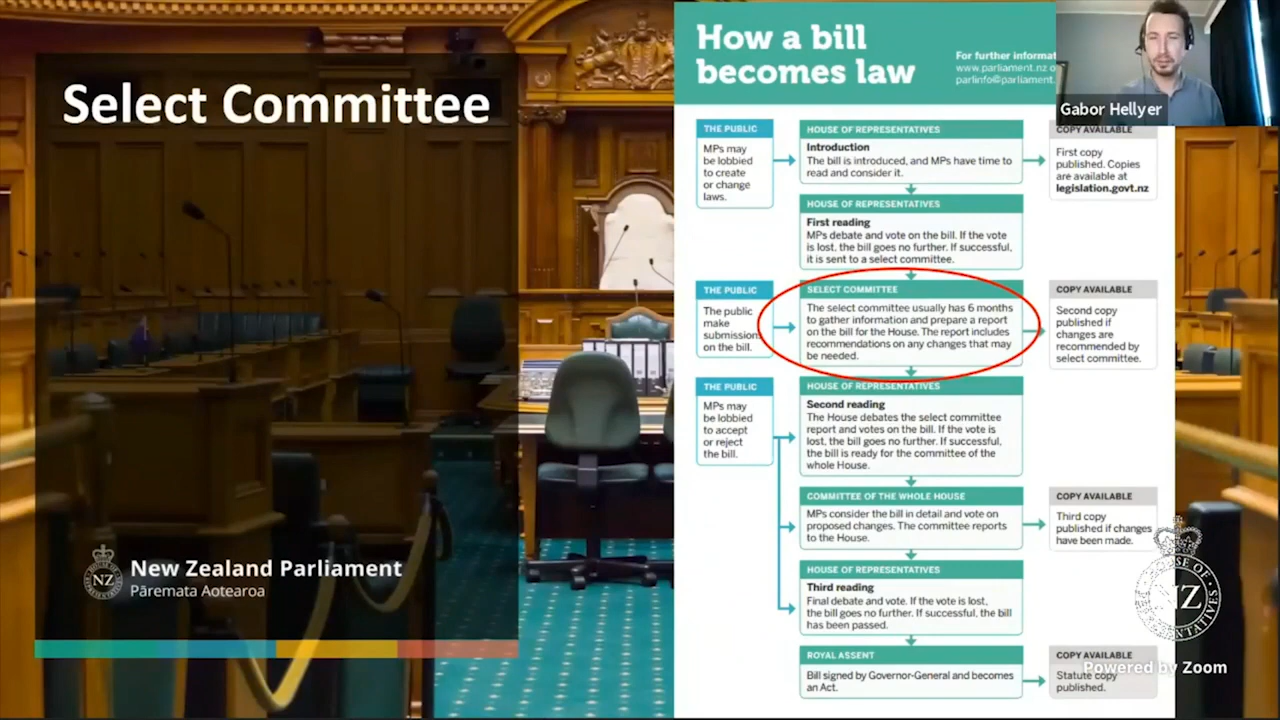 Select Committee
New Zealand Parliament
Pāremata Aotearoa
How a bill
becomes law
For further
www.parliament.nz
parlinfo@parliament.
Gabor Hellyer
THE PUBLIC
MPs may
be lobbied
to create
or change
laws.
HOUSE OF REPRESENTATIVES
Introduction
The bill is introduced, and MPs have time to
read and consider it.
COPY AVAILABLE
First copy
published. Copies
are available at
legislation.govt.nz
HOUSE OF REPRESENTATIVES
First reading
MPs debate and vote on the bill. If the vote
is lost, the bill goes no further. If successful,
it is sent to a select committee.
THE PUBLIC
The public
make
submissions
on the bill.
SELECT COMMITTEE
The select committee usually has 6 months
to gather information and prepare a report
on the bill for the House. The report includes
recommendations on any changes that may
be needed.
COPY AVAILABLE
Second copy
published if
changes are
recommended by
select committee.
THE PUBLIC
MPs may
be lobbied
to accept
or reject
the bill.
HOUSE OF REPRESENTATIVES
Second reading
The House debates the select committee
report and votes on the bill. If the vote is
lost, the bill goes no further. If successful,
the bill is ready for the committee of the
whole House.
COMMITTEE OF THE WHOLE HOUSE
MPs consider the bill in detail and vote on
proposed changes. The committee reports
to the House.
COPY AVAILABLE
Third copy
published if changes
have been made.
HOUSE OF REPRESENTATIVES
Third reading
Final debate and vote. If the vote is lost,
the bill goes no further. If successful, the bill
has been passed.
ROYAL ASSENT
Bill signed by Governor-General and becomes
an Act.
COPY AVAILABLE
Statute copy
published.
NZ
HOUSE OF REPRESENTATIVES
NZ
Powered by Zoom